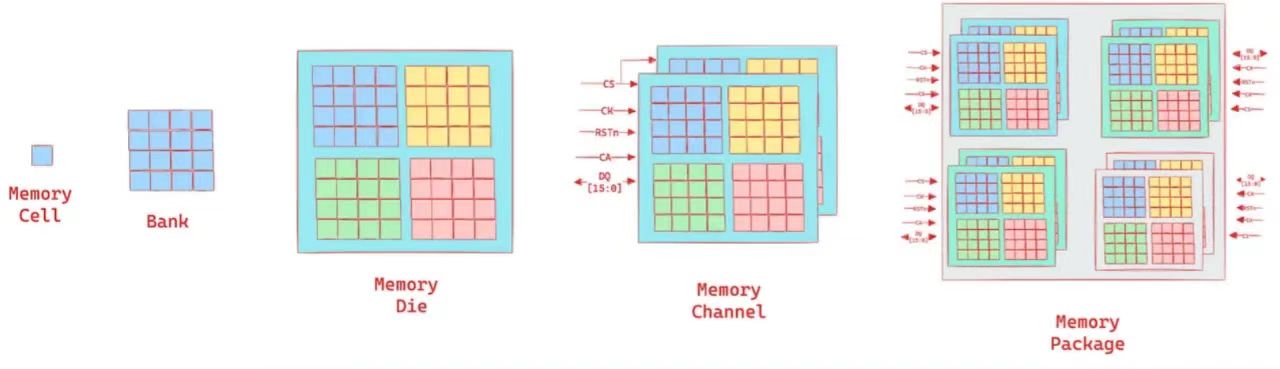 Memory
Cell
Bank
Memory
Die
CS
CK
RSTn
CA
DQ
[15:0]
Memory
Channel
CS
CK
RSTn
CA
DQ
[15:0]
DQ
[15:0]
CA
RSTn
CK
CS
CS
CK
RSTn
CA
DQ
[15:0]
DQ
[15:0]
CK
RSTn
CA
CS
Memory
Package